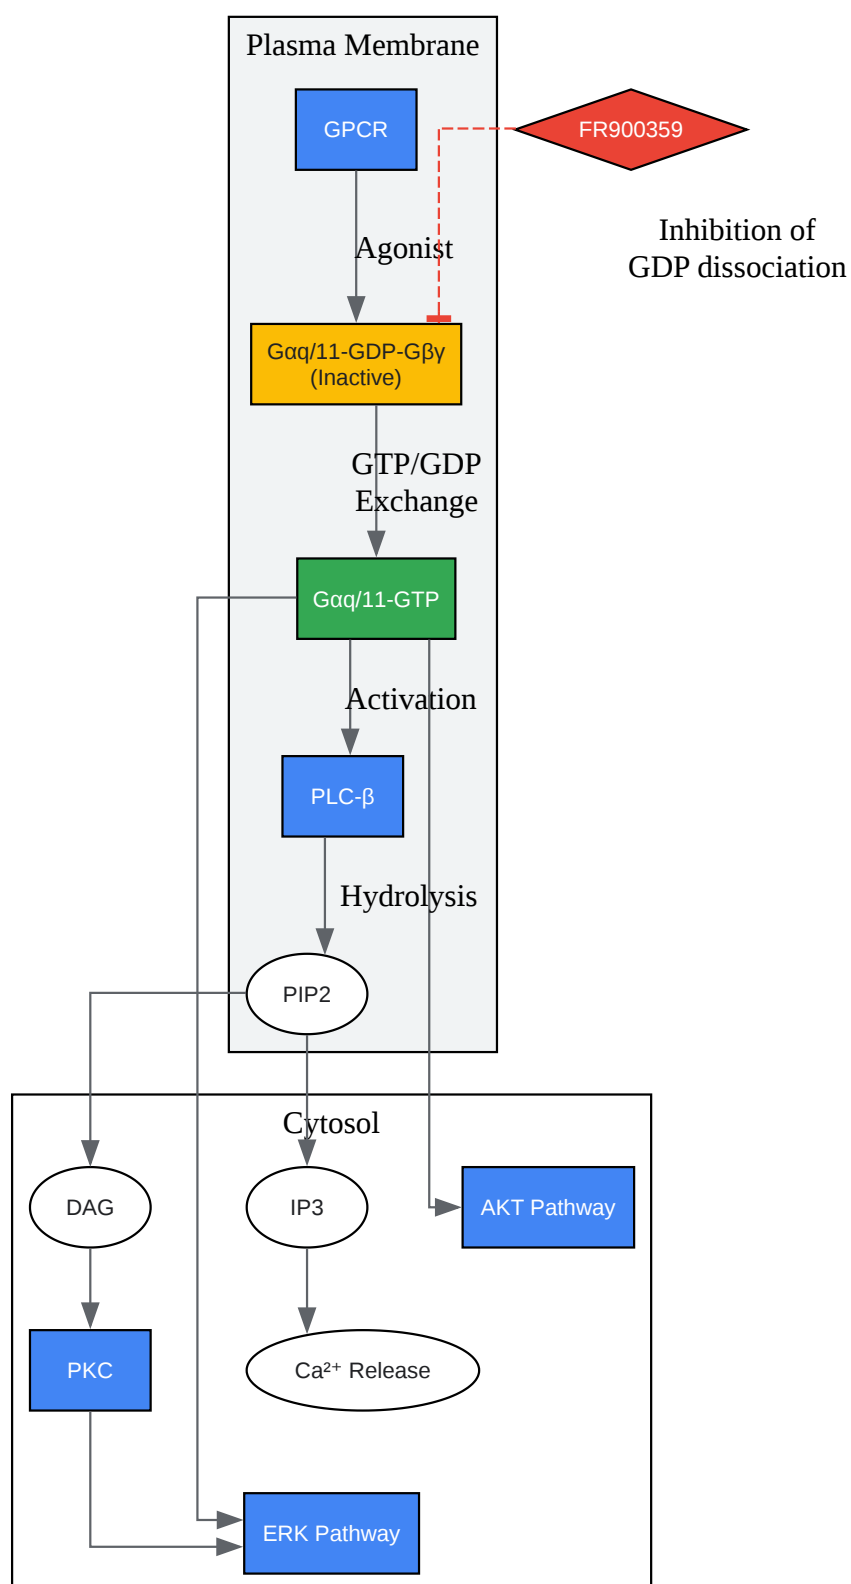 Plasma Membrane
GPCR
FR900359
Agonist
Inhibition of
GDP dissociation
Gαq/11-GDP-Gβγ
(Inactive)
GTP/GDP
Exchange
Gαq/11-GTP
Activation
PLC-β
Hydrolysis
PIP2
Cytosol
DAG
IP3
AKT Pathway
PKC
Ca²⁺ Release
ERK Pathway